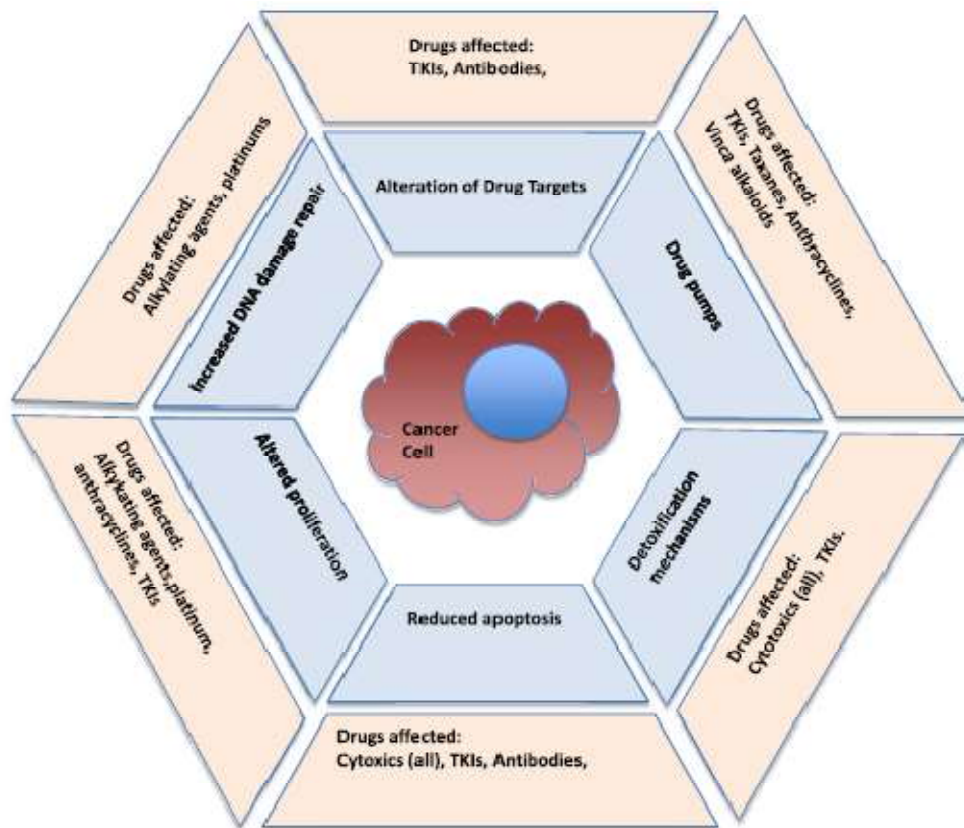 Drugs affected:
TKIs, Antibodies,
Alteration of Drug Targets
Drugs affected:
TKIs, Taxanes, Anthracyclines,
Vinca alkaloids
Drug pumps
Detoxification
mechanisms
Drugs affected:
Cytotoxics (all), TKIs.
Reduced apoptosis
Drugs affected:
Cytoxics (all), TKIs, Antibodies,
Altered proliferation
Drugs affected:
Alkykating agents,platinum,
anthracyclines, TKIs
Increased DNA damage repair
Drugs affected:
Alkylating agents, platinums
Cancer
Cell